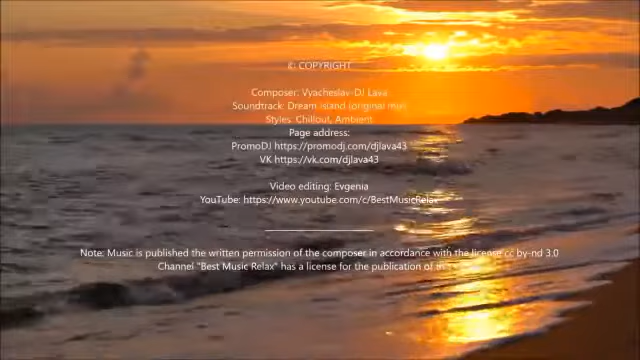 © COPYRIGHT
Composer: Vyacheslav-DJ Lava
Soundtrack: Dream island (original mix)
Styles: Chillout, Ambient
Page address:
PromoDJ https://promodj.com/djlava43
VK https://vk.com/djlava43
Video editing: Evgenia
YouTube: https://www.youtube.com/c/BestMusicRelax
Note: Music is published the written permission of the composer in accordance with the license cc by-nd 3.0
Channel "Best Music Relax" has a license for the publication of